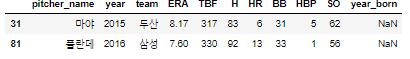 pitcher_name year team ERA TBF H HR BB HBP SO year_born
31 마야 2015 두산 8.17 317 83 6 31 5 62 NaN
81 플란데 2016 삼성 7.60 330 92 13 33 1 56 NaN